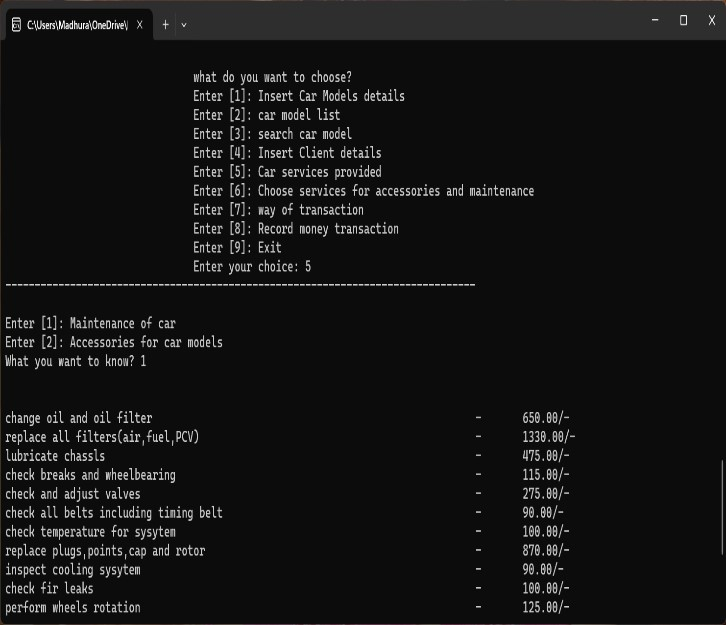 C:\Users\Madhura\OneDrive\
what do you want to choose?
Enter [1]: Insert Car Models details
Enter [2]: car model list
Enter [3]: search car model
Enter [4]: Insert Client details
Enter [5]: Car services provided
Enter [6]: Choose services for accessories and maintenance
Enter [7]: way of transaction
Enter [8]: Record money transaction
Enter [9]: Exit
Enter your choice: 5
--------------------------------------------------------------------------------
Enter [1]: Maintenance of car
Enter [2]: Accessories for car models
What you want to know? 1
change oil and oil filter - 650.00/-
replace all filters(air,fuel,PCV) - 1330.00/-
lubricate chassls - 475.00/-
check breaks and wheelbearing - 115.00/-
check and adjust valves - 275.00/-
check all belts including timing belt - 90.00/-
check temperature for sysytem - 100.00/-
replace plugs,points,cap and rotor - 870.00/-
inspect cooling sysytem - 90.00/-
check fir leaks - 100.00/-
perform wheels rotation - 125.00/-